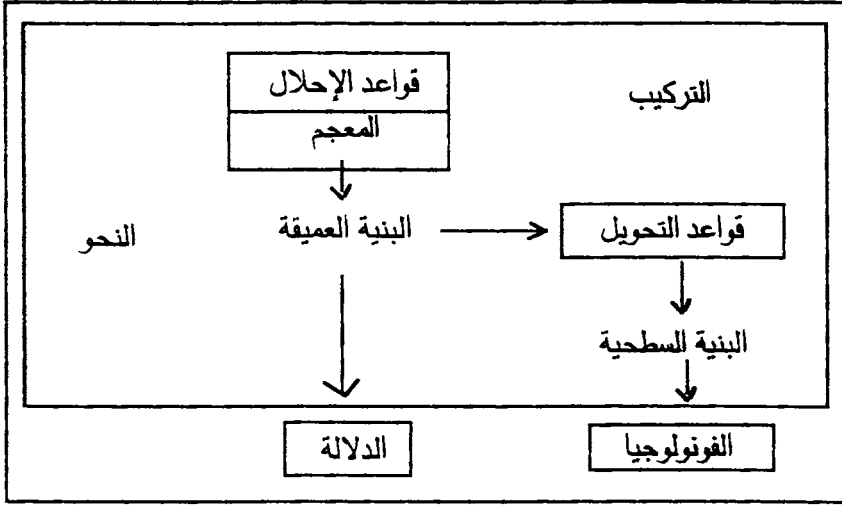 قواعد الإحلال
التركيب
المعجم
قواعد التحويل
البنية العميقة
النحو
البنية السطحية
الفونولوجيا
الدلالة